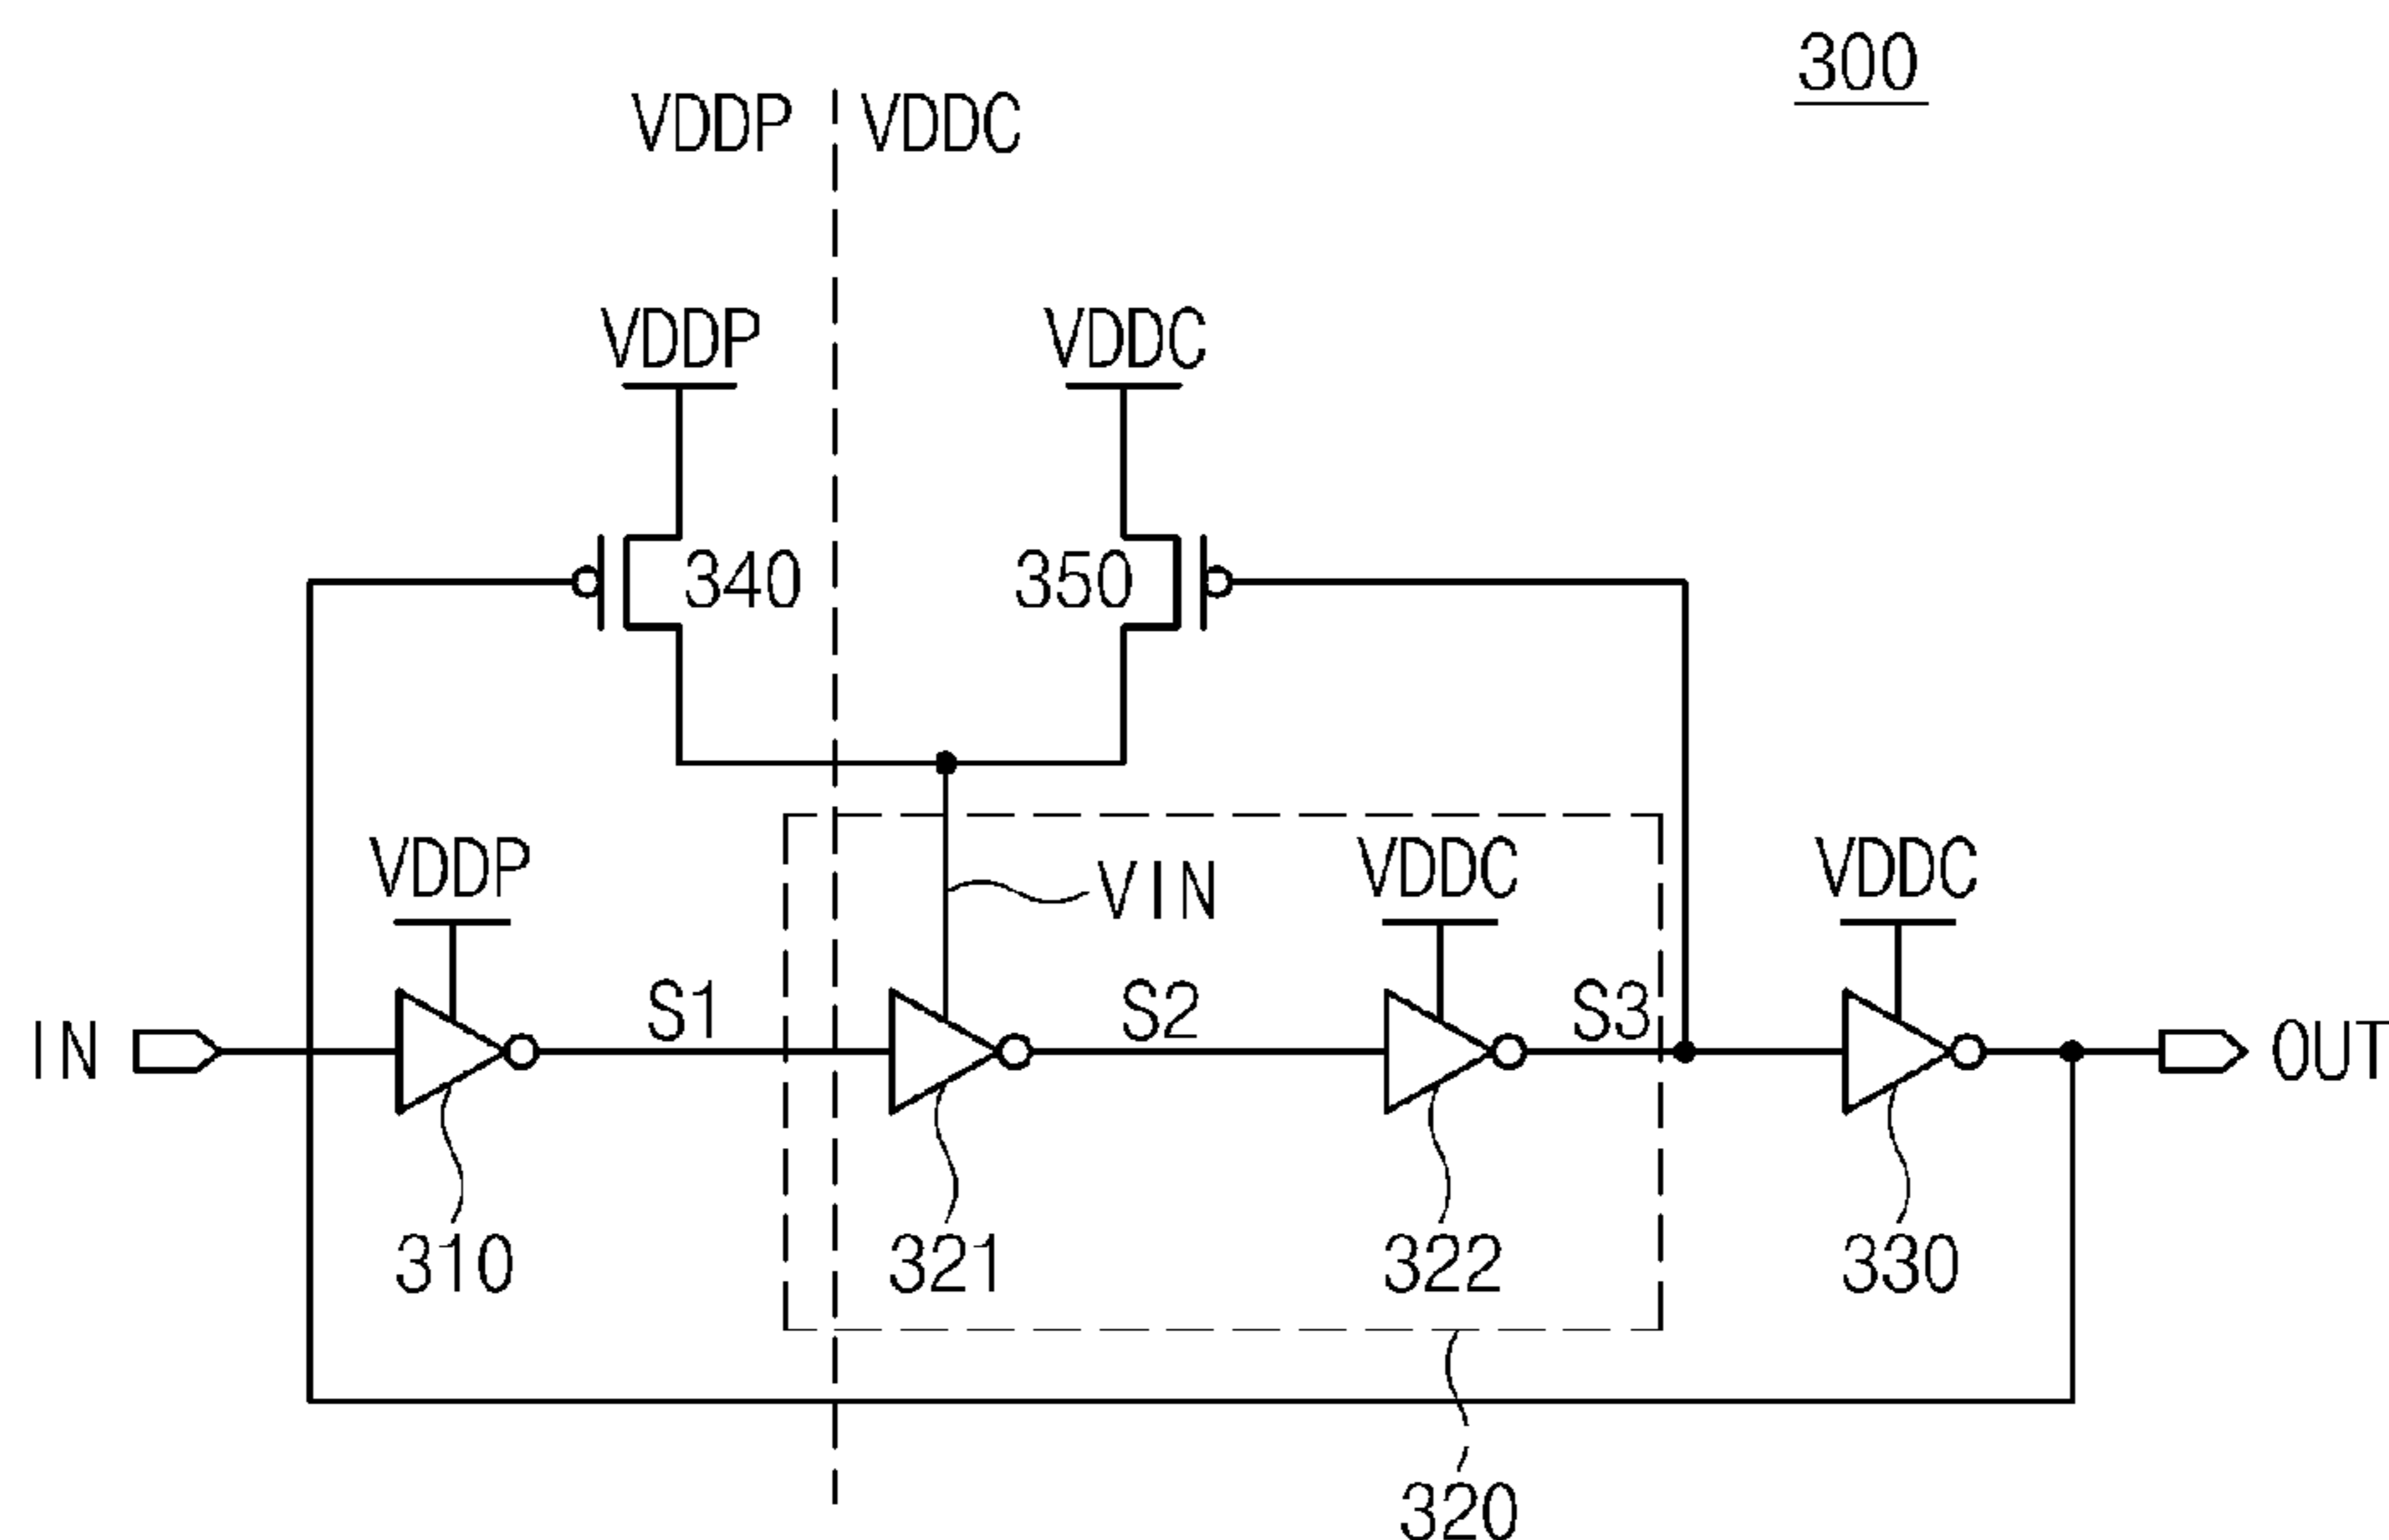 300
VDDP VDDC
VDDP VDDC
340 350
VDDP VIN VDDC VDDC
IN S1 S2 S3 OUT
310 321 322 330
320